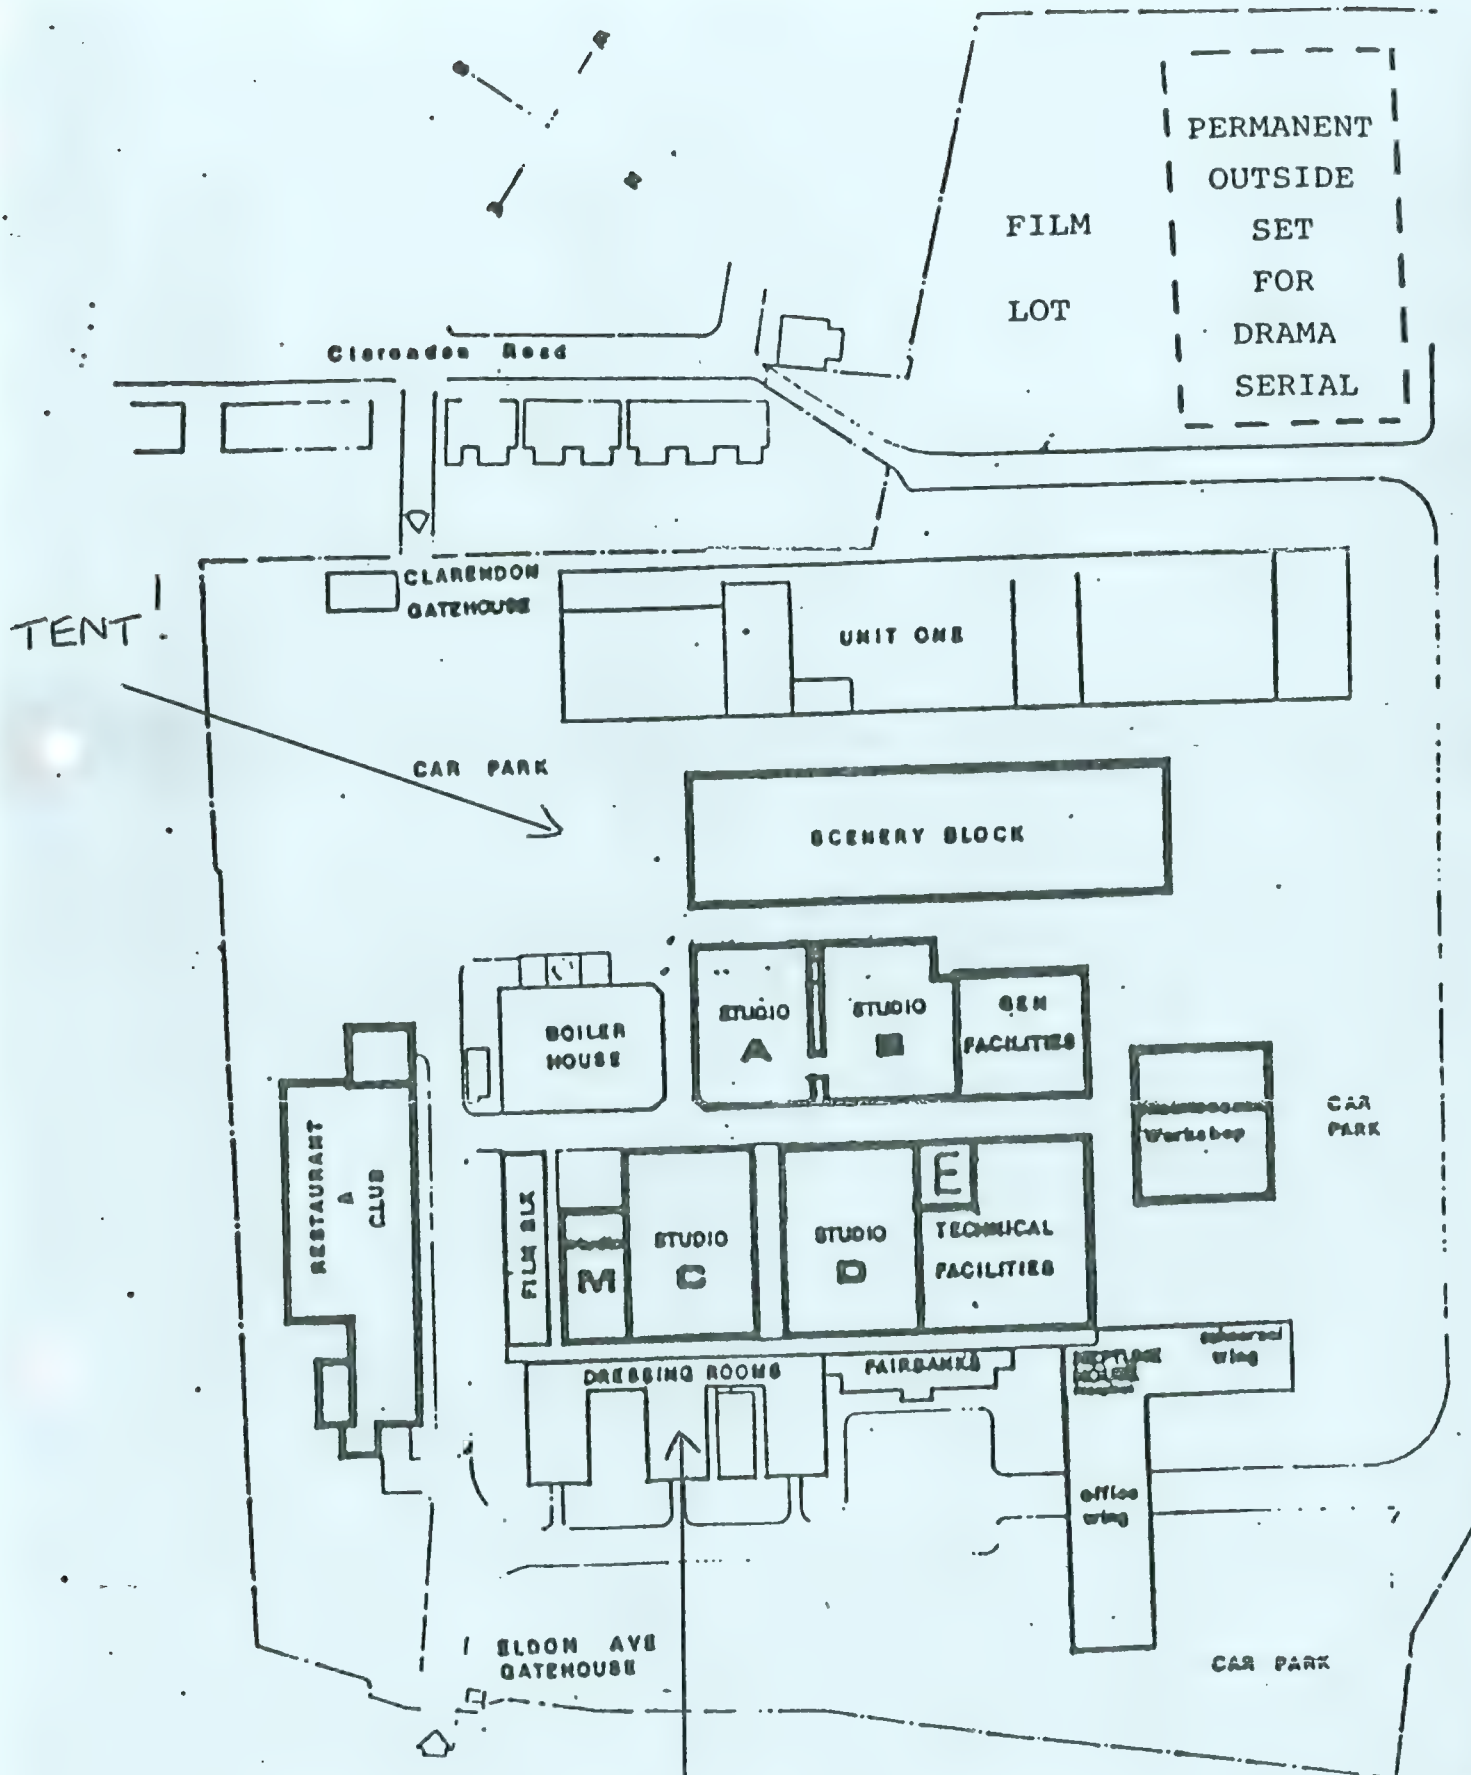 PERMANENT
OUTSIDE
SET
FOR
DRAMA
SERIAL
FILM
LOT
Clarendon Road
CLARENDON
GATEHOUSE
TENT
UNIT ONE
CAR PARK
SCENERY BLOCK
BOILER
HOUSE
STUDIO
A
STUDIO
B
GEN
FACILITIES
Workshop
CAR
PARK
RESTAURANT
&
CLUB
FILM BLK
M
STUDIO
C
STUDIO
D
E
TECHNICAL
FACILITIES
DRESSING ROOMS
FAIRBANKS
wing
office
wing
ELDON AVE
GATEHOUSE
CAR PARK